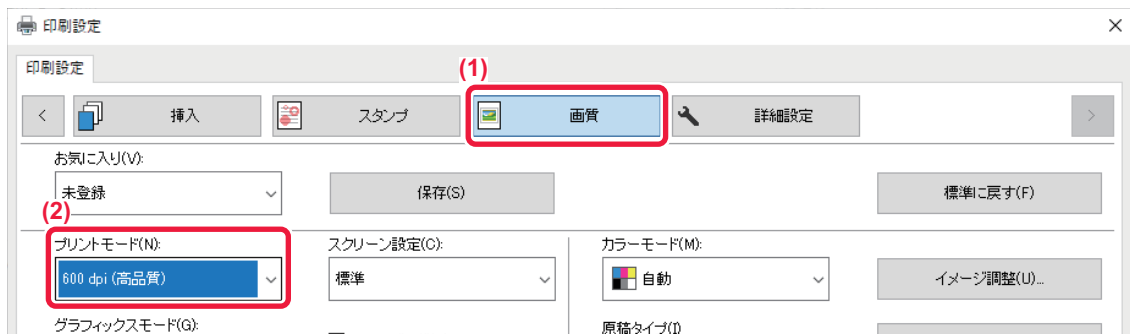 印刷設定
印刷設定
(1)
挿入 スタンプ 画質 詳細設定
お気に入り(V):
未登録 保存(S) 標準に戻す(F)
(2)
プリントモード(N): スクリーン設定(C): カラーモード(M):
600 dpi (高品質) 標準 自動 イメージ調整(U)...
グラフィックスモード(G): 原稿タイプ(I)